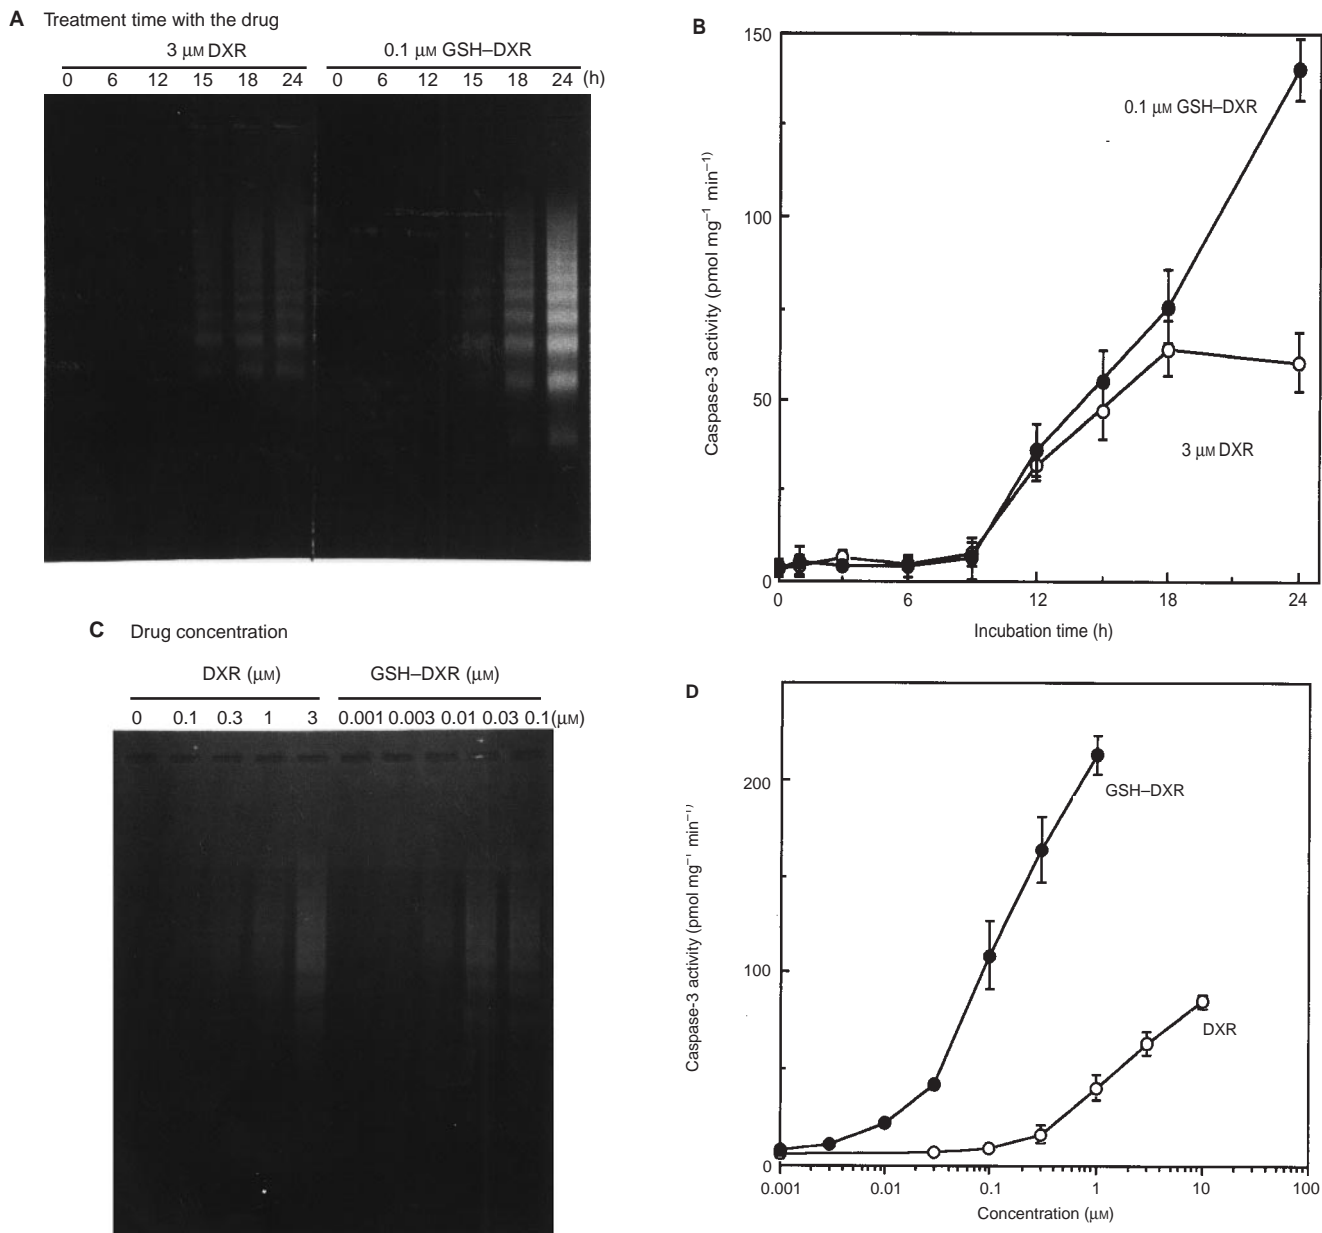 A Treatment time with the drug
3 µM DXR 0.1 µM GSH–DXR
0 6 12 15 18 24 0 6 12 15 18 24 (h)
B
150
100
50
0
Caspase-3 activity (pmol mg⁻¹ min⁻¹)
0.1 µM GSH–DXR
3 µM DXR
0 6 12 18 24
Incubation time (h)
C Drug concentration
DXR (µM) GSH–DXR (µM)
0 0.1 0.3 1 3 0.001 0.003 0.01 0.03 0.1 (µM)
D
200
100
0
Caspase-3 activity (pmol mg⁻¹ min⁻¹)
GSH–DXR
DXR
0.001 0.01 0.1 1 10 100
Concentration (µM)